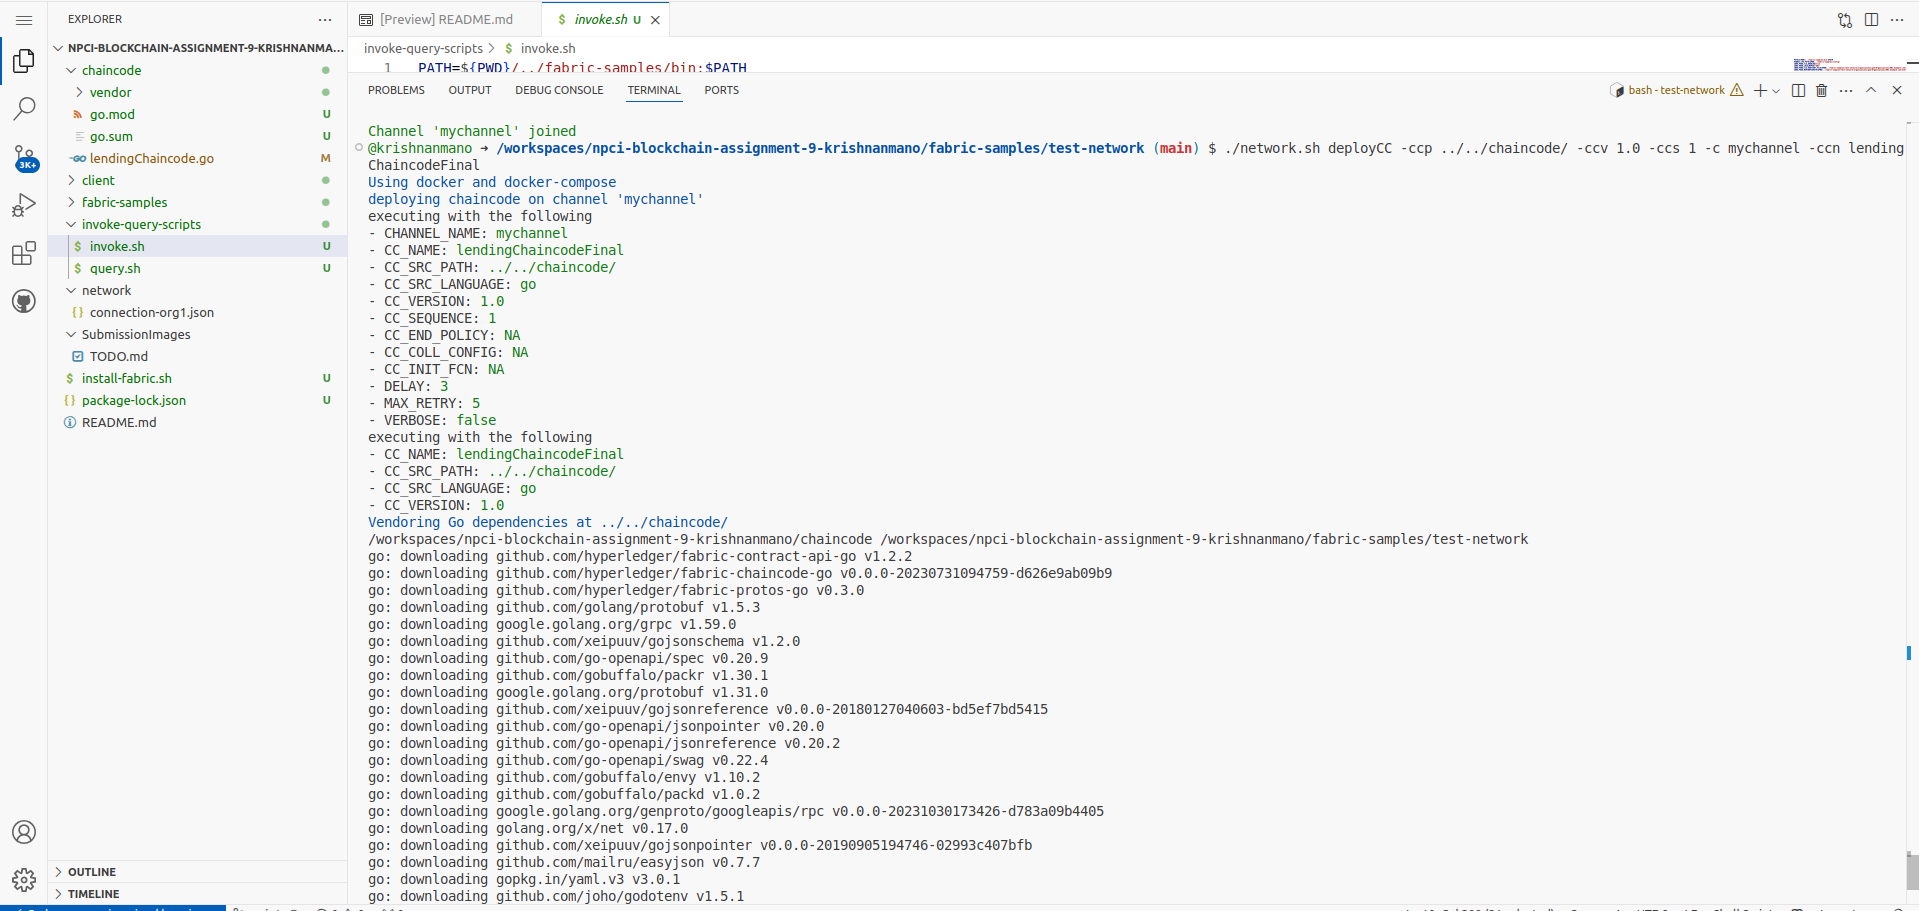 EXPLORER
NPCI-BLOCKCHAIN-ASSIGNMENT-9-KRISHNANMA...
chaincode
vendor
go.mod U
go.sum U
lendingChaincode.go M
client
fabric-samples
invoke-query-scripts
invoke.sh U
query.sh U
network
connection-org1.json
SubmissionImages
TODO.md
install-fabric.sh U
package-lock.json U
README.md
3K+
OUTLINE
TIMELINE
[Preview] README.md
$ invoke.sh U
invoke-query-scripts > $ invoke.sh
1 PATH=${PWD}/../fabric-samples/bin:$PATH
PROBLEMS OUTPUT DEBUG CONSOLE TERMINAL PORTS
bash - test-network
Channel 'mychannel' joined
@krishnanmano → /workspaces/npci-blockchain-assignment-9-krishnanmano/fabric-samples/test-network (main) $ ./network.sh deployCC -ccp ../../chaincode/ -ccv 1.0 -ccs 1 -c mychannel -ccn lending
ChaincodeFinal
Using docker and docker-compose
deploying chaincode on channel 'mychannel'
executing with the following
- CHANNEL_NAME: mychannel
- CC_NAME: lendingChaincodeFinal
- CC_SRC_PATH: ../../chaincode/
- CC_SRC_LANGUAGE: go
- CC_VERSION: 1.0
- CC_SEQUENCE: 1
- CC_END_POLICY: NA
- CC_COLL_CONFIG: NA
- CC_INIT_FCN: NA
- DELAY: 3
- MAX_RETRY: 5
- VERBOSE: false
executing with the following
- CC_NAME: lendingChaincodeFinal
- CC_SRC_PATH: ../../chaincode/
- CC_SRC_LANGUAGE: go
- CC_VERSION: 1.0
Vendoring Go dependencies at ../../chaincode/
/workspaces/npci-blockchain-assignment-9-krishnanmano/chaincode /workspaces/npci-blockchain-assignment-9-krishnanmano/fabric-samples/test-network
go: downloading github.com/hyperledger/fabric-contract-api-go v1.2.2
go: downloading github.com/hyperledger/fabric-chaincode-go v0.0.0-20230731094759-d626e9ab09b9
go: downloading github.com/hyperledger/fabric-protos-go v0.3.0
go: downloading github.com/golang/protobuf v1.5.3
go: downloading google.golang.org/grpc v1.59.0
go: downloading github.com/xeipuuv/gojsonschema v1.2.0
go: downloading github.com/go-openapi/spec v0.20.9
go: downloading github.com/gobuffalo/packr v1.30.1
go: downloading google.golang.org/protobuf v1.31.0
go: downloading github.com/xeipuuv/gojsonreference v0.0.0-20180127040603-bd5ef7bd5415
go: downloading github.com/go-openapi/jsonpointer v0.20.0
go: downloading github.com/go-openapi/jsonreference v0.20.2
go: downloading github.com/go-openapi/swag v0.22.4
go: downloading github.com/gobuffalo/envy v1.10.2
go: downloading github.com/gobuffalo/packd v1.0.2
go: downloading google.golang.org/genproto/googleapis/rpc v0.0.0-20231030173426-d783a09b4405
go: downloading golang.org/x/net v0.17.0
go: downloading github.com/xeipuuv/gojsonpointer v0.0.0-20190905194746-02993c407bfb
go: downloading github.com/mailru/easyjson v0.7.7
go: downloading gopkg.in/yaml.v3 v3.0.1
go: downloading github.com/joho/godotenv v1.5.1